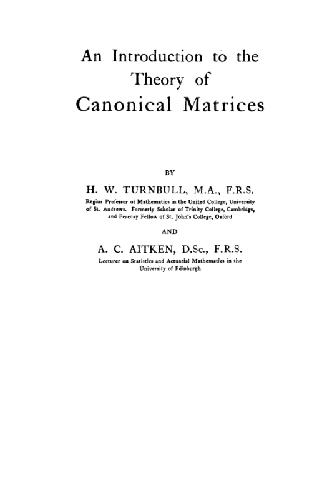 An Introduction to the
Theory of
Canonical Matrices
BY
H. W. TURNBULL, M.A., F.R.S.
Regius Professor of Mathematics in the United College, University
of St. Andrews. Formerly Scholar of Trinity College, Cambridge,
and Fellow of St. John's College, Oxford
AND
A. C. AITKEN, D.Sc., F.R.S.
Lecturer on Statistics and Actuarial Mathematics in the
University of Edinburgh